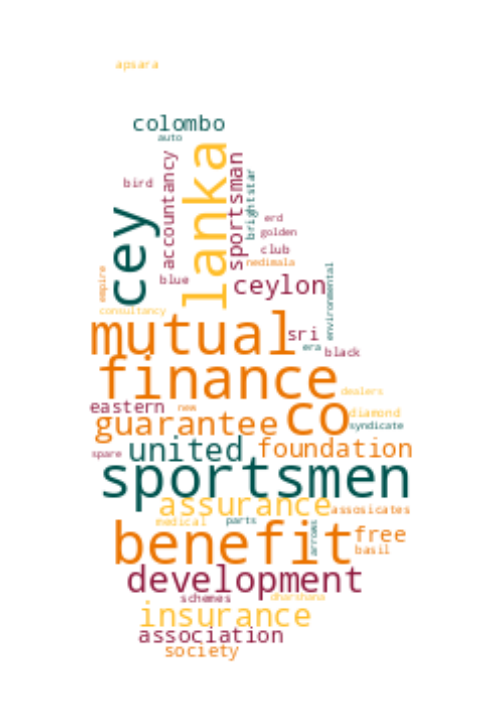 apsara
colombo
auto
lanka
accountancy
sportsman
brightstar
bird
cey
erd
golden
club
nedimala
blue
ceylon
empire
environmental
consultancy
mutual
sri
era
black
finance
dealers
eastern
new
co
diamond
guarantee
syndicate
united
foundation
spare
sportsmen
assurance
assosicates
medical
parts
arrows
benefit
free
basil
development
schemes
dharshana
insurance
association
society